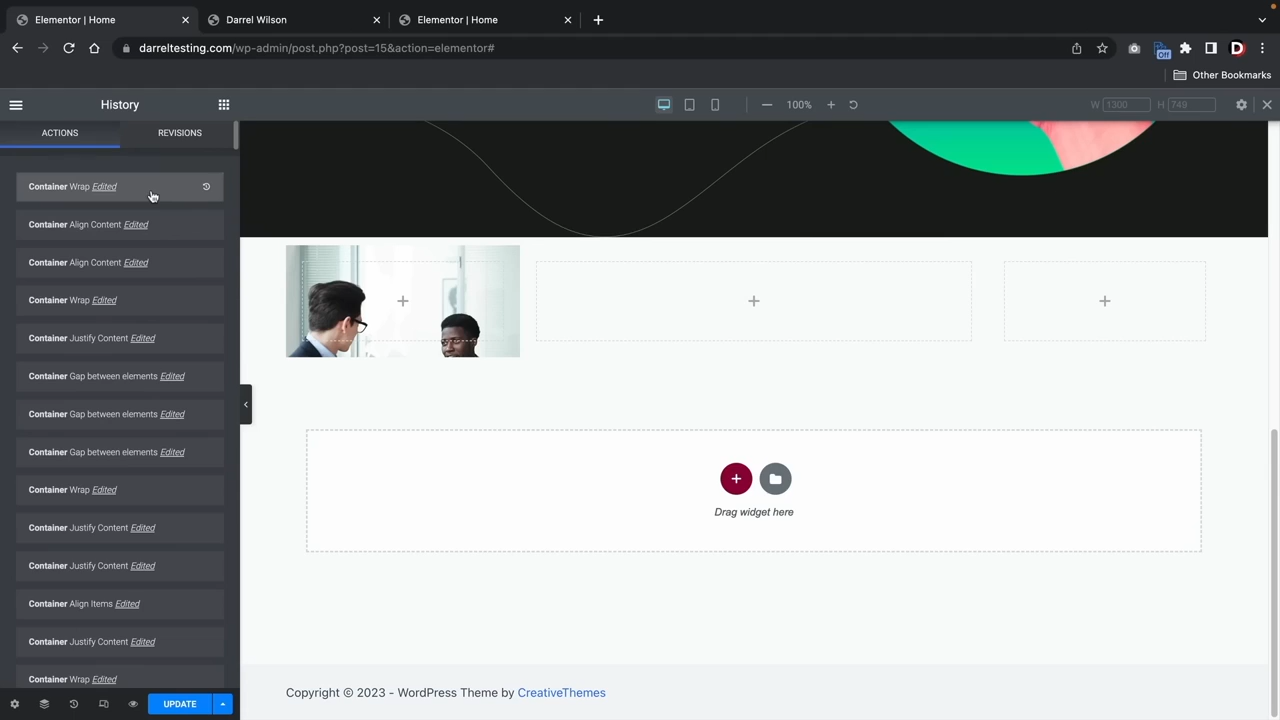 Elementor | Home
Darrel Wilson
Elementor | Home
darreltesting.com/wp-admin/post.php?post=15&action=elementor#
Off
D
Other Bookmarks
History
100%
W 1300
H 749
ACTIONS
REVISIONS
Container Wrap Edited
Container Align Content Edited
Container Align Content Edited
Container Wrap Edited
Container Justify Content Edited
Container Gap between elements Edited
Container Gap between elements Edited
Container Gap between elements Edited
Container Wrap Edited
Container Justify Content Edited
Container Justify Content Edited
Container Align Items Edited
Container Justify Content Edited
Container Wrap Edited
Drag widget here
Copyright © 2023 - WordPress Theme by CreativeThemes
UPDATE